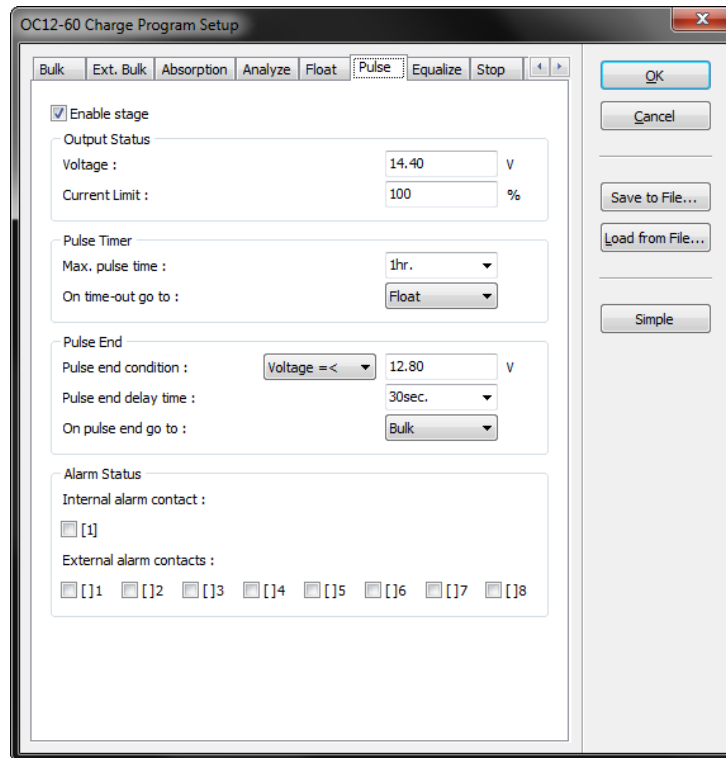 OC12-60 Charge Program Setup
Bulk Ext. Bulk Absorption Analyze Float Pulse Equalize Stop
OK
Cancel
Save to File...
Load from File...
Simple
Enable stage
Output Status
Voltage : 14.40 V
Current Limit : 100 %
Pulse Timer
Max. pulse time : 1hr.
On time-out go to : Float
Pulse End
Pulse end condition : Voltage =< 12.80 V
Pulse end delay time : 30sec.
On pulse end go to : Bulk
Alarm Status
Internal alarm contact :
[1]
External alarm contacts :
[]1 []2 []3 []4 []5 []6 []7 []8